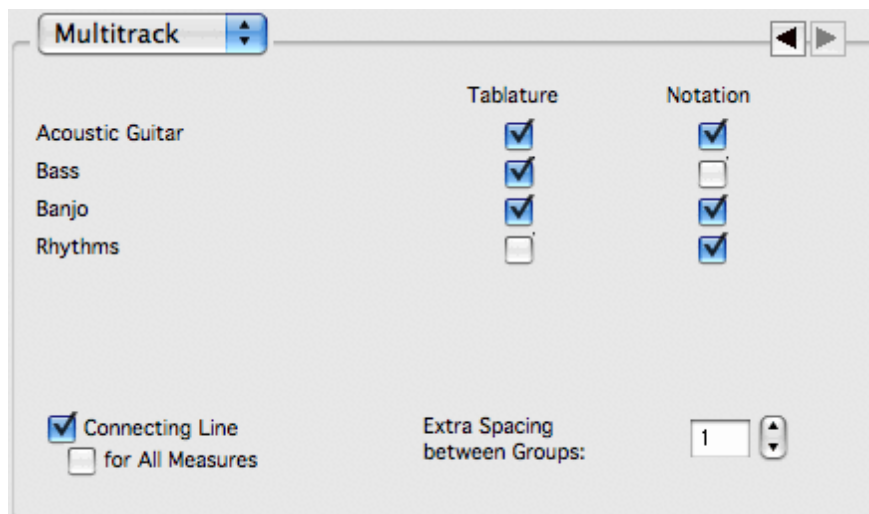 Multitrack
Tablature Notation
Acoustic Guitar
Bass
Banjo
Rhythms
Connecting Line
for All Measures
Extra Spacing
between Groups:
1